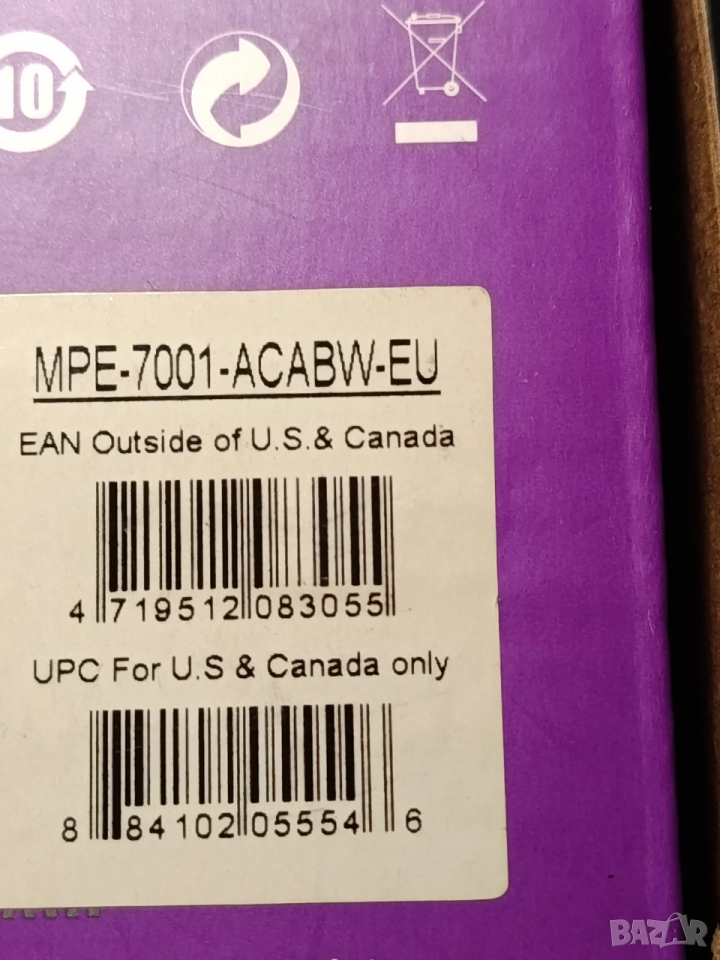 10
MPE-7001-ACABW-EU
EAN Outside of U.S.& Canada
4 719512 083055
UPC For U.S & Canada only
8 84102 05554 6
BAZAR